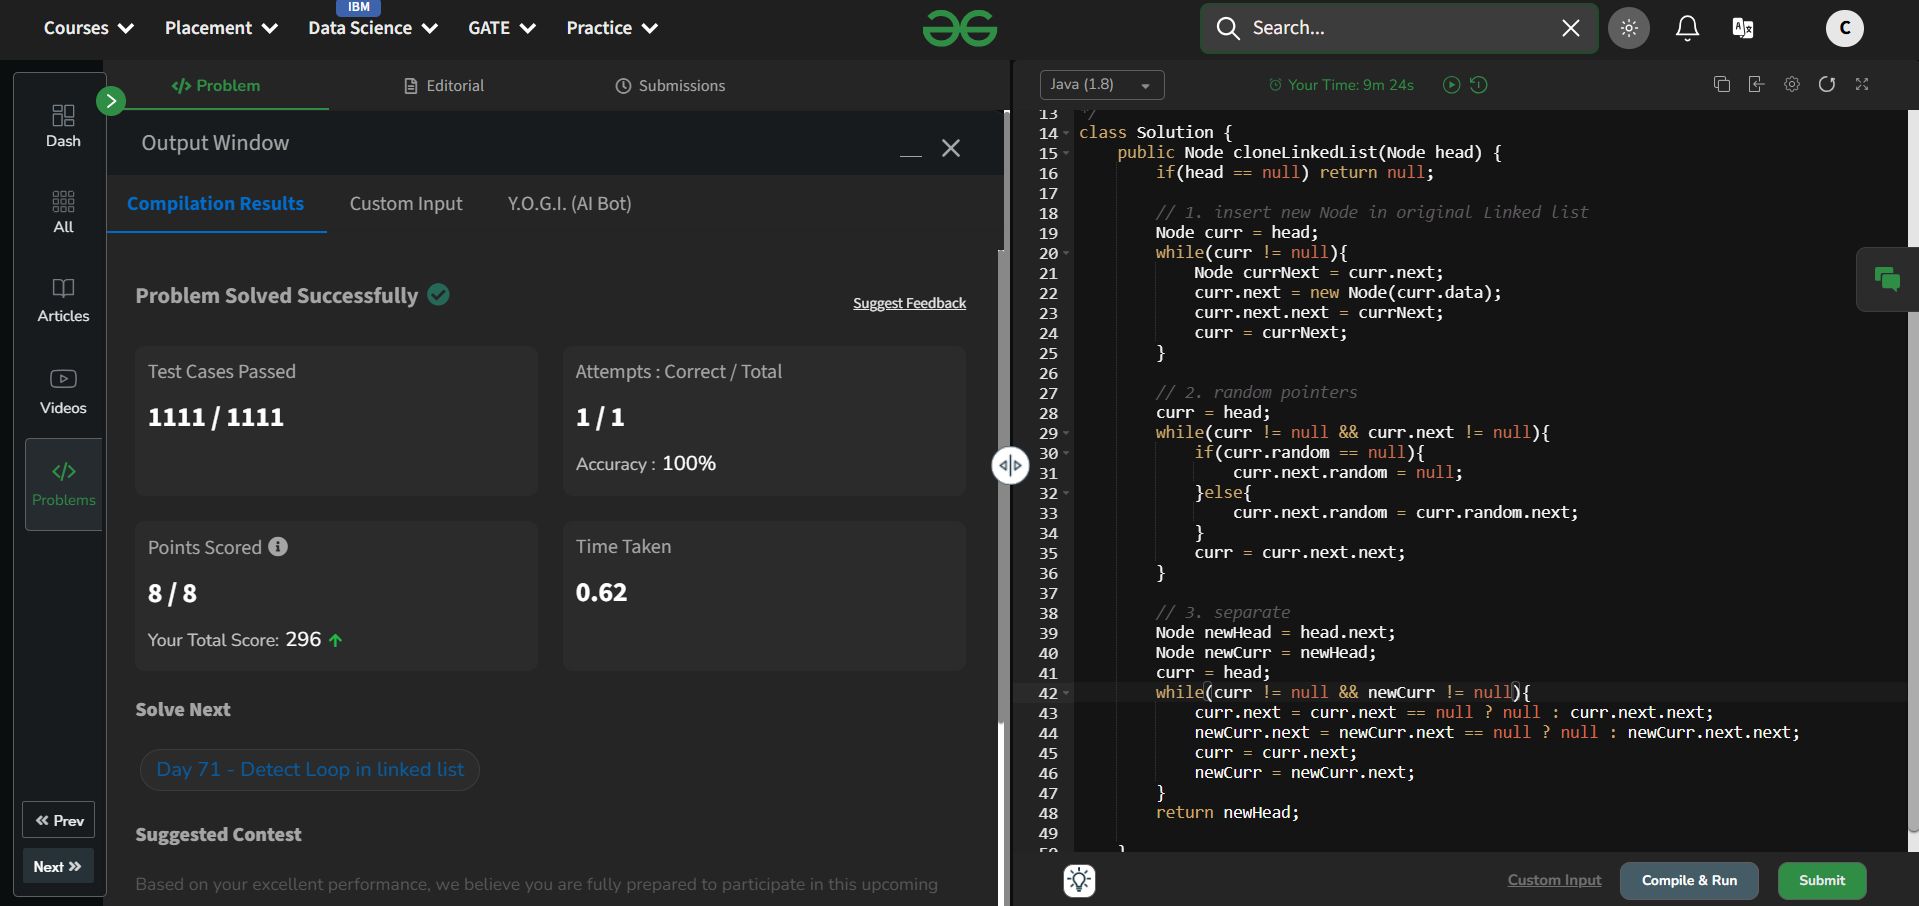 IBM
Courses Placement Data Science GATE Practice
Search...
C
Problem Editorial Submissions
Java (1.8)
Your Time: 9m 24s
Dash
All
Articles
Videos
Problems
Prev
Next
Output Window
Compilation Results Custom Input Y.O.G.I. (AI Bot)
Problem Solved Successfully
Suggest Feedback
Test Cases Passed
1111 / 1111
Attempts : Correct / Total
1 / 1
Accuracy : 100%
Points Scored
8 / 8
Your Total Score: 296
Time Taken
0.62
Solve Next
Day 71 - Detect Loop in linked list
Suggested Contest
Based on your excellent performance, we believe you are fully prepared to participate in this upcoming
13 */
14 class Solution {
15 public Node cloneLinkedList(Node head) {
16 if(head == null) return null;
17
18 // 1. insert new Node in original Linked list
19 Node curr = head;
20 while(curr != null){
21 Node currNext = curr.next;
22 curr.next = new Node(curr.data);
23 curr.next.next = currNext;
24 curr = currNext;
25 }
26
27 // 2. random pointers
28 curr = head;
29 while(curr != null && curr.next != null){
30 if(curr.random == null){
31 curr.next.random = null;
32 }else{
33 curr.next.random = curr.random.next;
34 }
35 curr = curr.next.next;
36 }
37
38 // 3. separate
39 Node newHead = head.next;
40 Node newCurr = newHead;
41 curr = head;
42 while(curr != null && newCurr != null){
43 curr.next = curr.next == null ? null : curr.next.next;
44 newCurr.next = newCurr.next == null ? null : newCurr.next.next;
45 curr = curr.next;
46 newCurr = newCurr.next;
47 }
48 return newHead;
49
50 }
Custom Input Compile & Run Submit